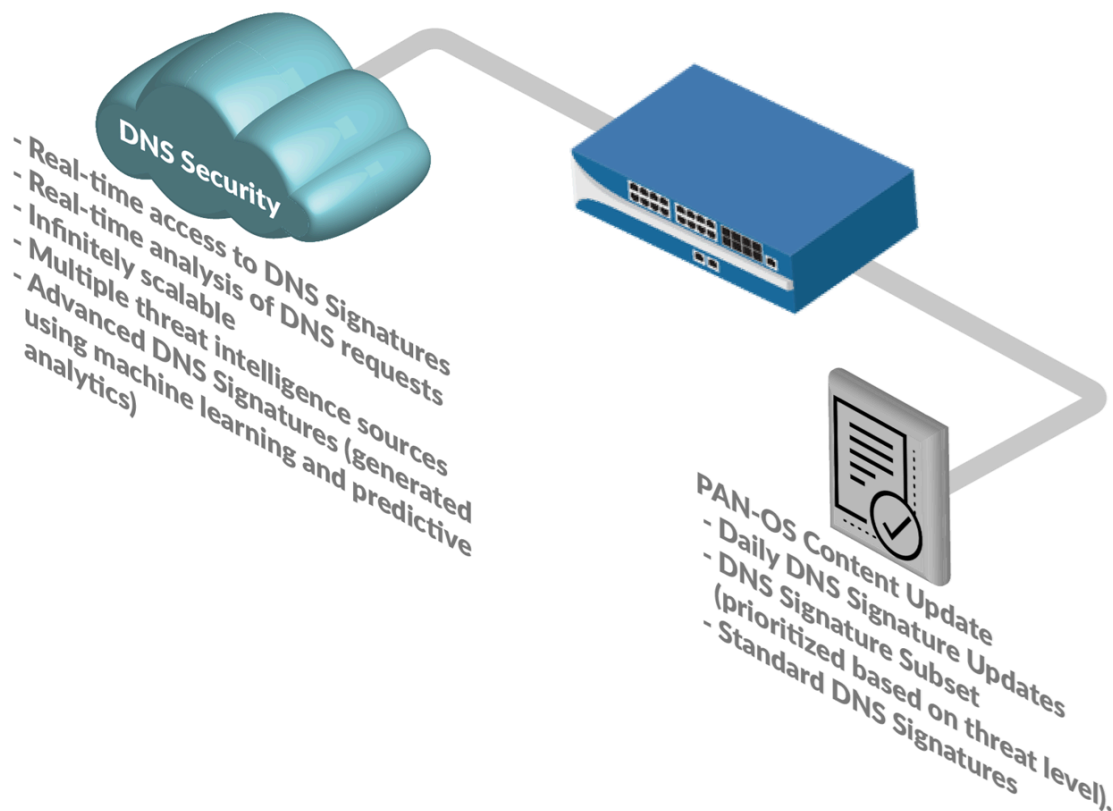 DNS Security
- Real-time access to DNS Signatures
- Real-time analysis of DNS requests
- Infinitely scalable
- Multiple threat intelligence sources
- Advanced DNS Signatures (generated
using machine learning and predictive
analytics)
PAN-OS Content Update
- Daily DNS Signature Updates
- DNS Signature Subset
(prioritized based on threat level).
- Standard DNS Signatures